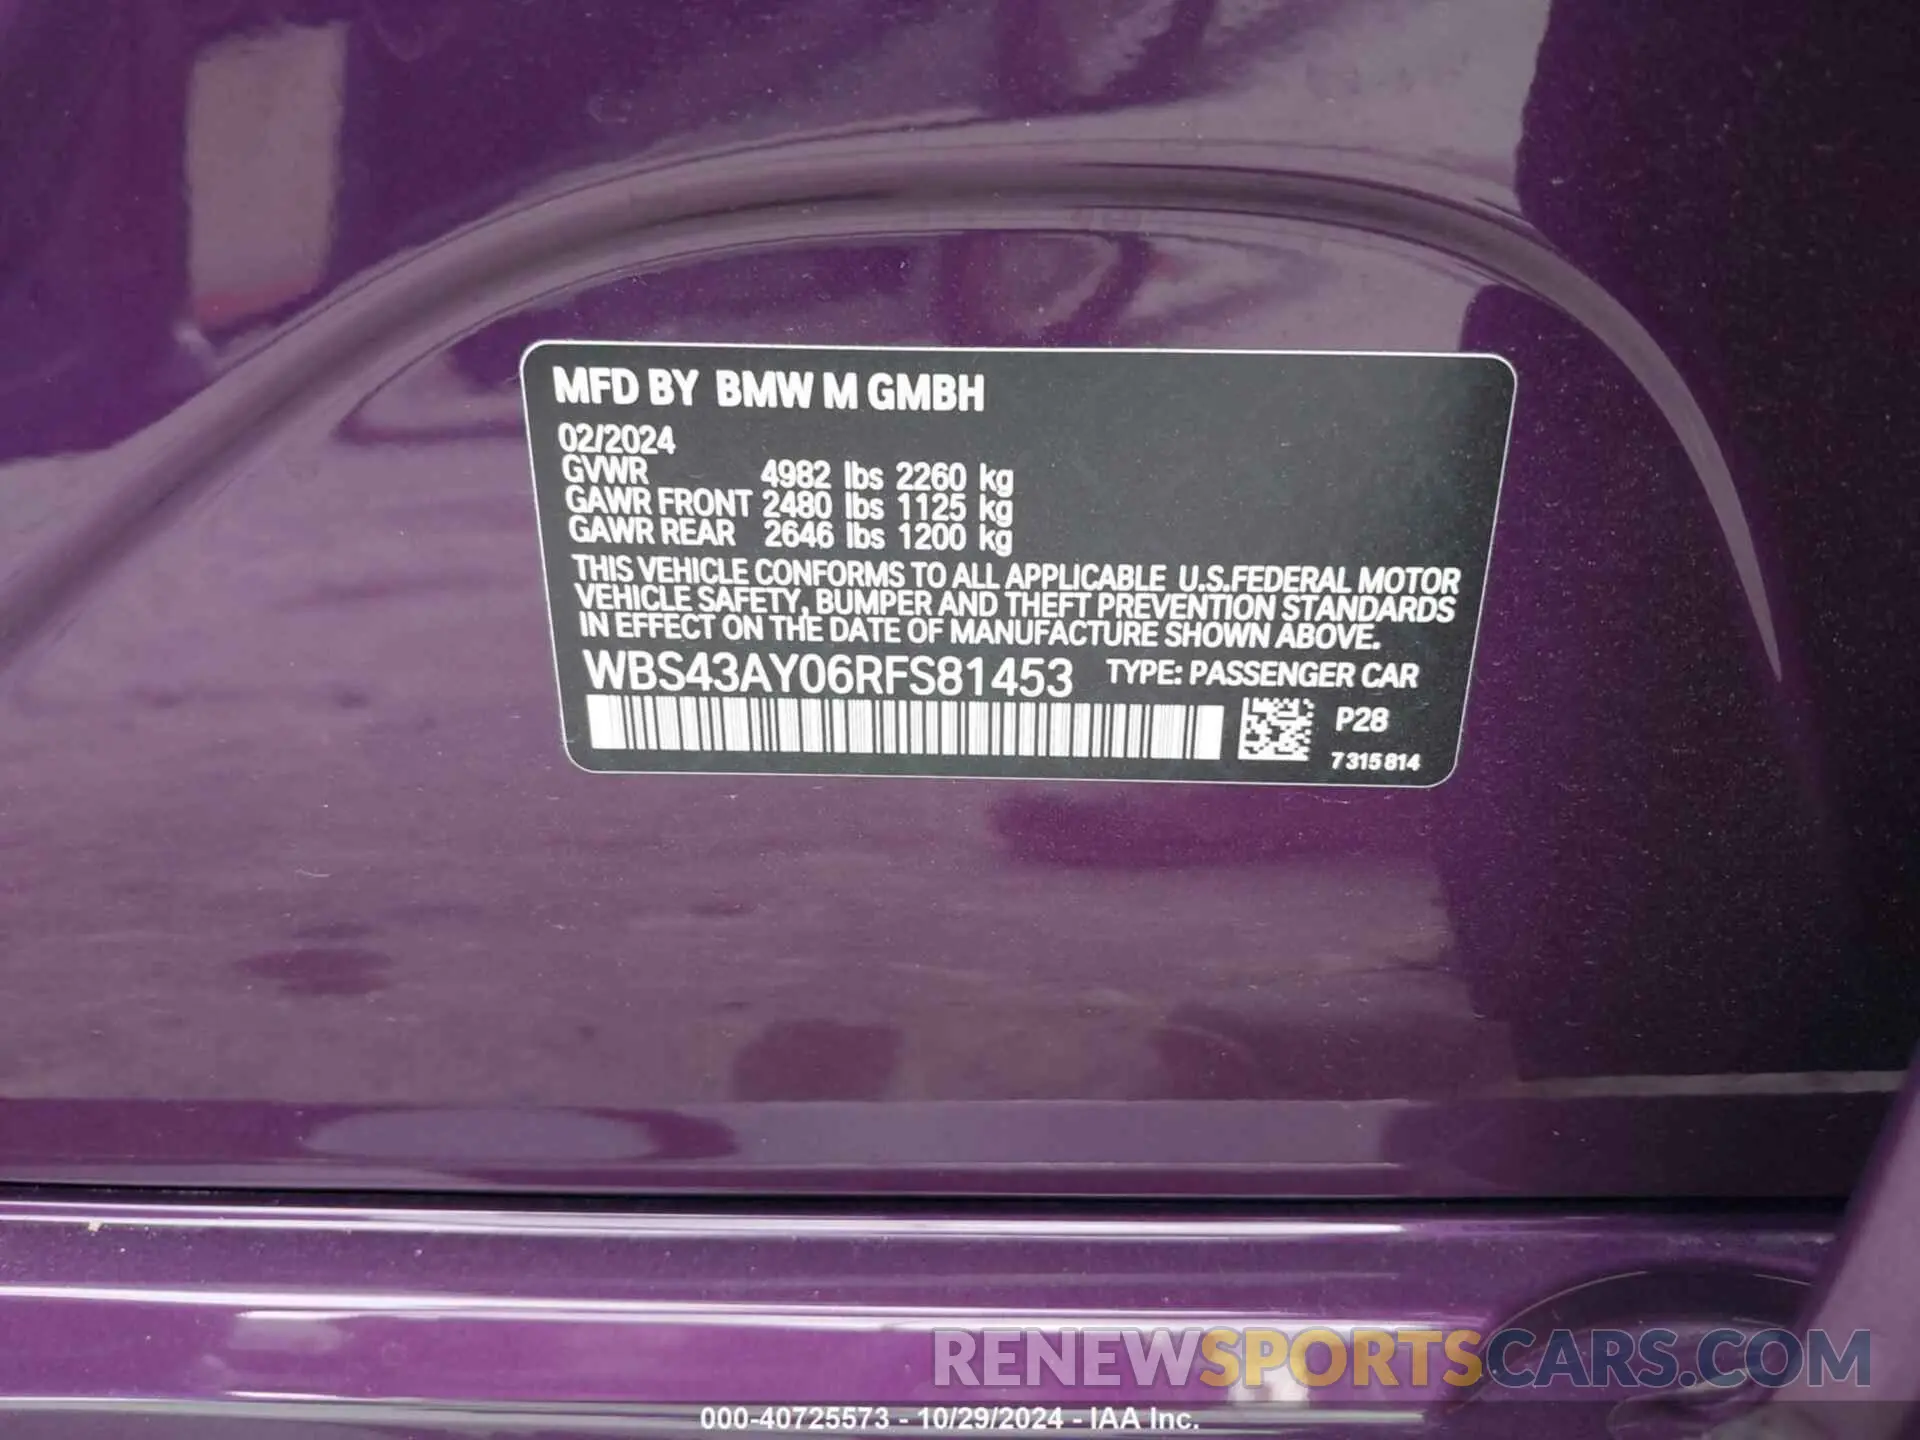 MFD BY BMW M GMBH
02/2024
GVWR 4982 lbs 2260 kg
GAWR FRONT 2480 lbs 1125 kg
GAWR REAR 2646 lbs 1200 kg
THIS VEHICLE CONFORMS TO ALL APPLICABLE U.S.FEDERAL MOTOR
VEHICLE SAFETY, BUMPER AND THEFT PREVENTION STANDARDS
IN EFFECT ON THE DATE OF MANUFACTURE SHOWN ABOVE.
WBS43AY06RFS81453 TYPE: PASSENGER CAR
P28
7 315 814
RENEWSPORTSCARS.COM
000-40725573 - 10/29/2024 - IAA Inc.